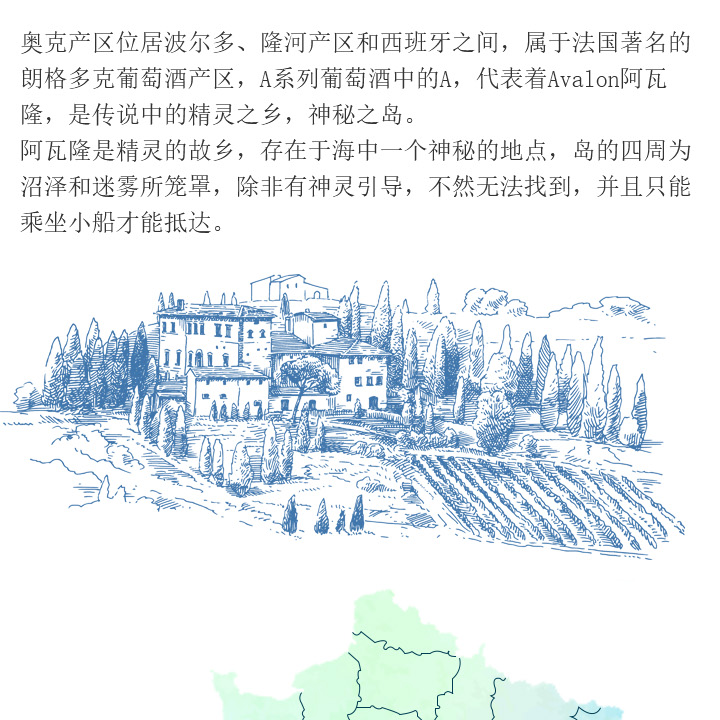 奥克产区位居波尔多、隆河产区和西班牙之间，属于法国著名的
朗格多克葡萄酒产区，A系列葡萄酒中的A，代表着Avalon阿瓦
隆，是传说中的精灵之乡，神秘之岛。
阿瓦隆是精灵的故乡，存在于海中一个神秘的地点，岛的四周为
沼泽和迷雾所笼罩，除非有神灵引导，不然无法找到，并且只能
乘坐小船才能抵达。